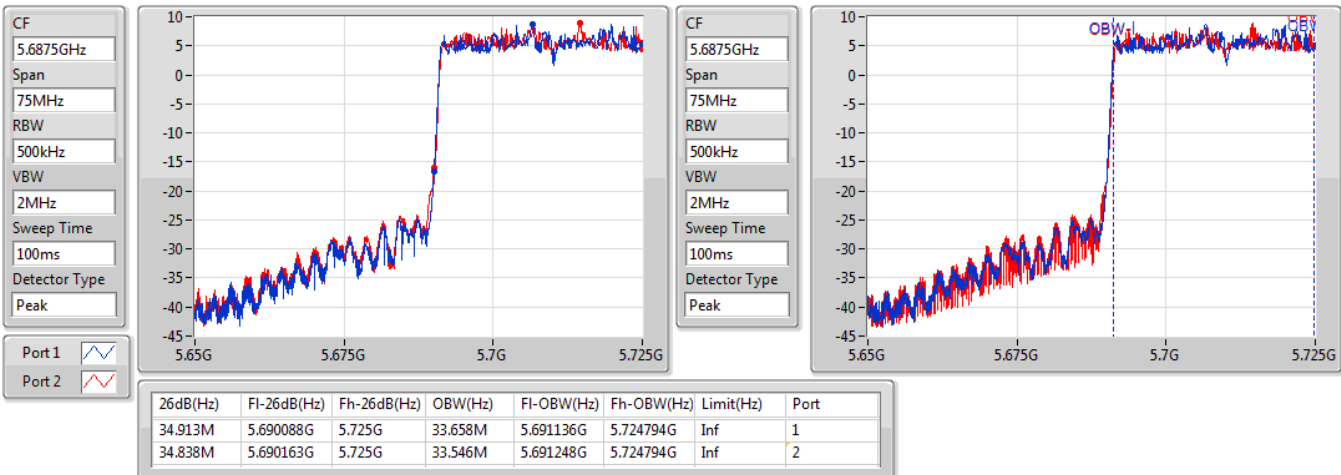 CF
5.6875GHz
Span
75MHz
RBW
500kHz
VBW
2MHz
Sweep Time
100ms
Detector Type
Peak
Port 1
Port 2
10
5
0
-5
-10
-15
-20
-25
-30
-35
-40
-45
5.65G 5.675G 5.7G 5.725G
CF
5.6875GHz
Span
75MHz
RBW
500kHz
VBW
2MHz
Sweep Time
100ms
Detector Type
Peak
10
5
0
-5
-10
-15
-20
-25
-30
-35
-40
-45
OBW
5.65G 5.675G 5.7G 5.725G
26dB(Hz) Fl-26dB(Hz) Fh-26dB(Hz) OBW(Hz) Fl-OBW(Hz) Fh-OBW(Hz) Limit(Hz) Port
34.913M 5.690088G 5.725G 33.658M 5.691136G 5.724794G Inf 1
34.838M 5.690163G 5.725G 33.546M 5.691248G 5.724794G Inf 2